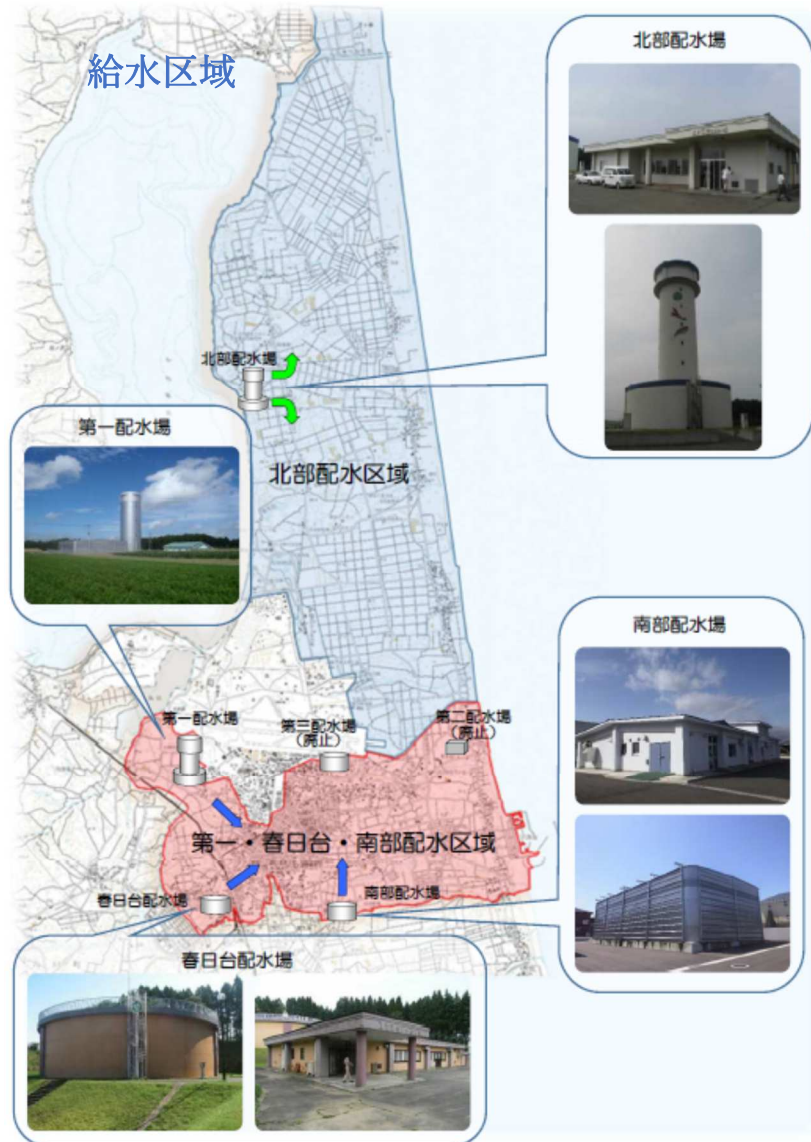 給水区域
北部配水場
北部配水場
第一配水場
北部配水区域
南部配水場
第一配水場
第三配水場
（廃止）
第二配水場
（廃止）
第一・春日台・南部配水区域
春日台配水場
南部配水場
春日台配水場